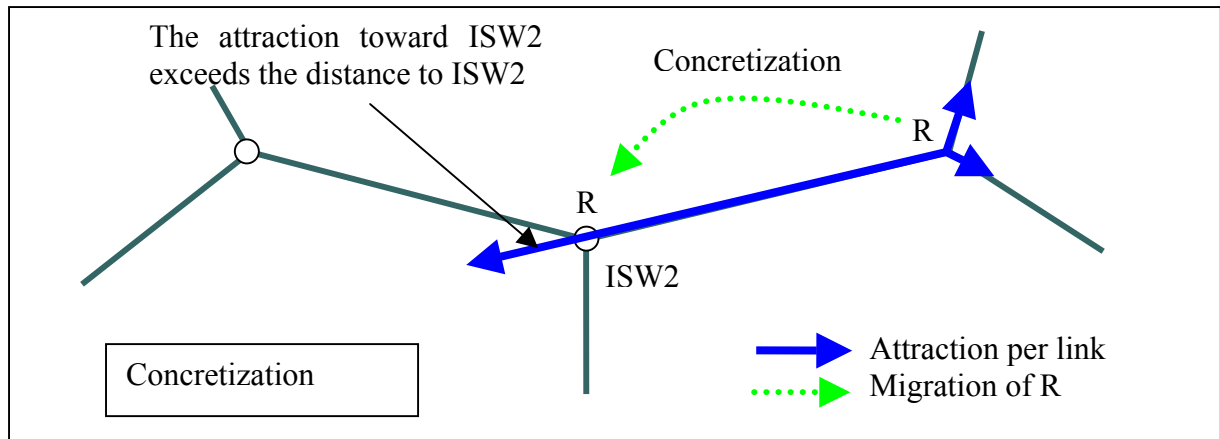 The attraction toward ISW2
exceeds the distance to ISW2
Concretization
R
R
ISW2
Concretization
Attraction per link
Migration of R